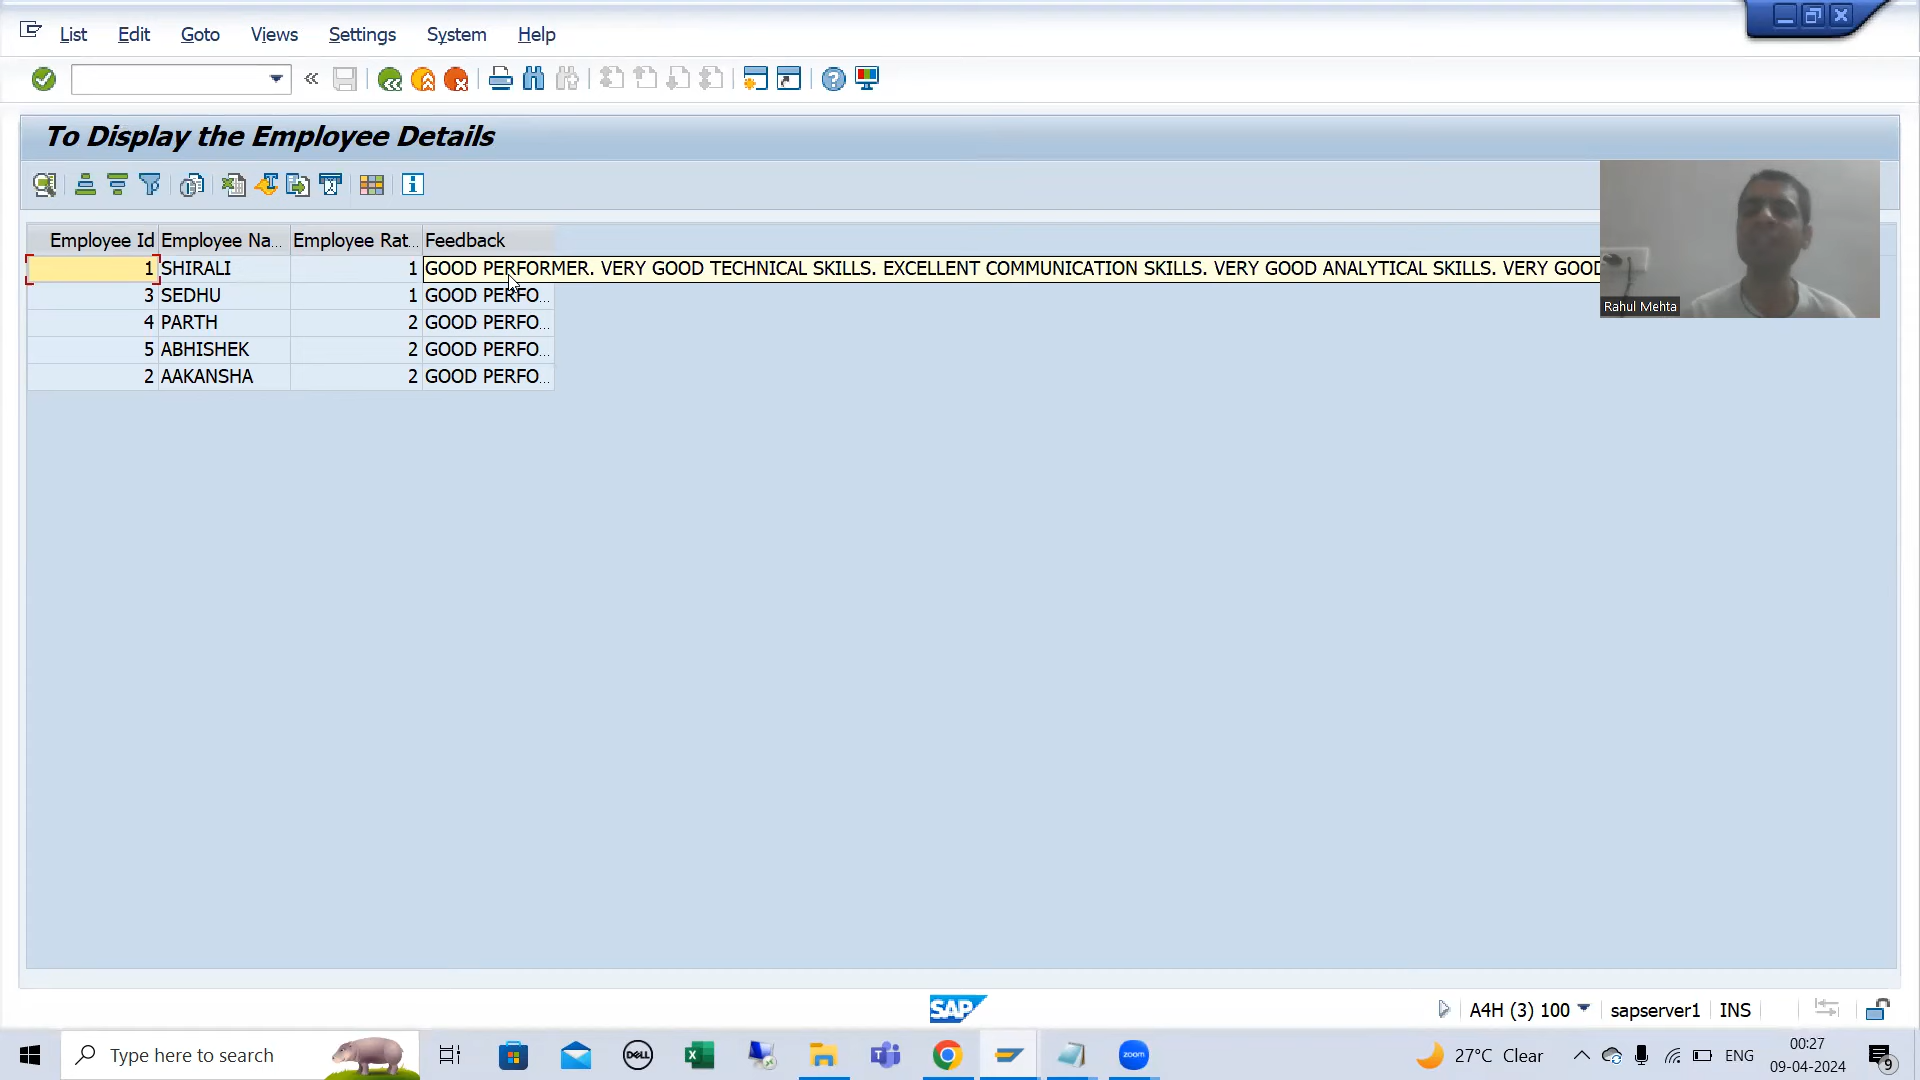 List Edit Goto Views Settings System Help
To Display the Employee Details
Employee Id Employee Na... Employee Rat... Feedback
1 SHIRALI 1 GOOD PERFORMER. VERY GOOD TECHNICAL SKILLS. EXCELLENT COMMUNICATION SKILLS. VERY GOOD ANALYTICAL SKILLS. VERY GOOD
3 SEDHU 1 GOOD PERFO...
4 PARTH 2 GOOD PERFO...
5 ABHISHEK 2 GOOD PERFO...
2 AAKANSHA 2 GOOD PERFO...
Rahul Mehta
SAP
A4H (3) 100 sapserver1 INS
Type here to search
DELL
zoom
27°C Clear
ENG
00:27
09-04-2024
9